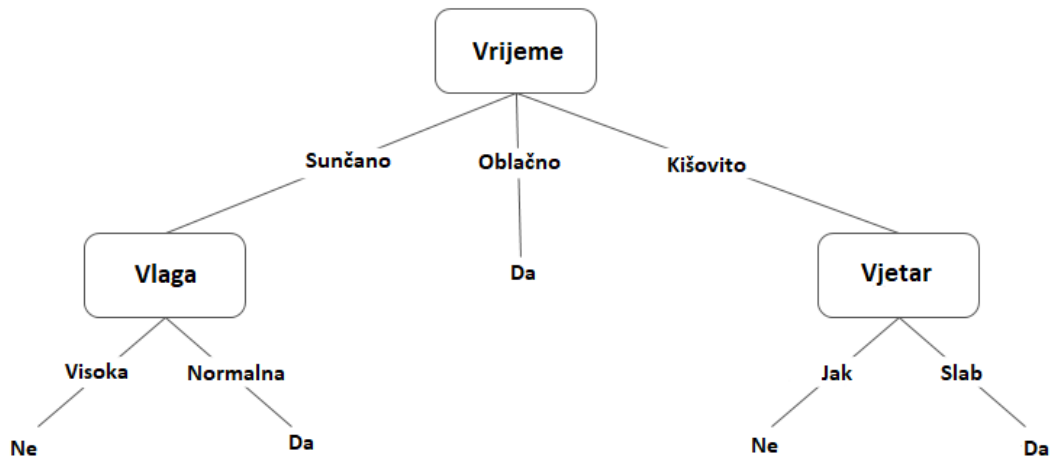 Vrijeme
Sunčano
Oblačno
Kišovito
Vlaga
Da
Vjetar
Visoka
Normalna
Jak
Slab
Ne
Da
Ne
Da